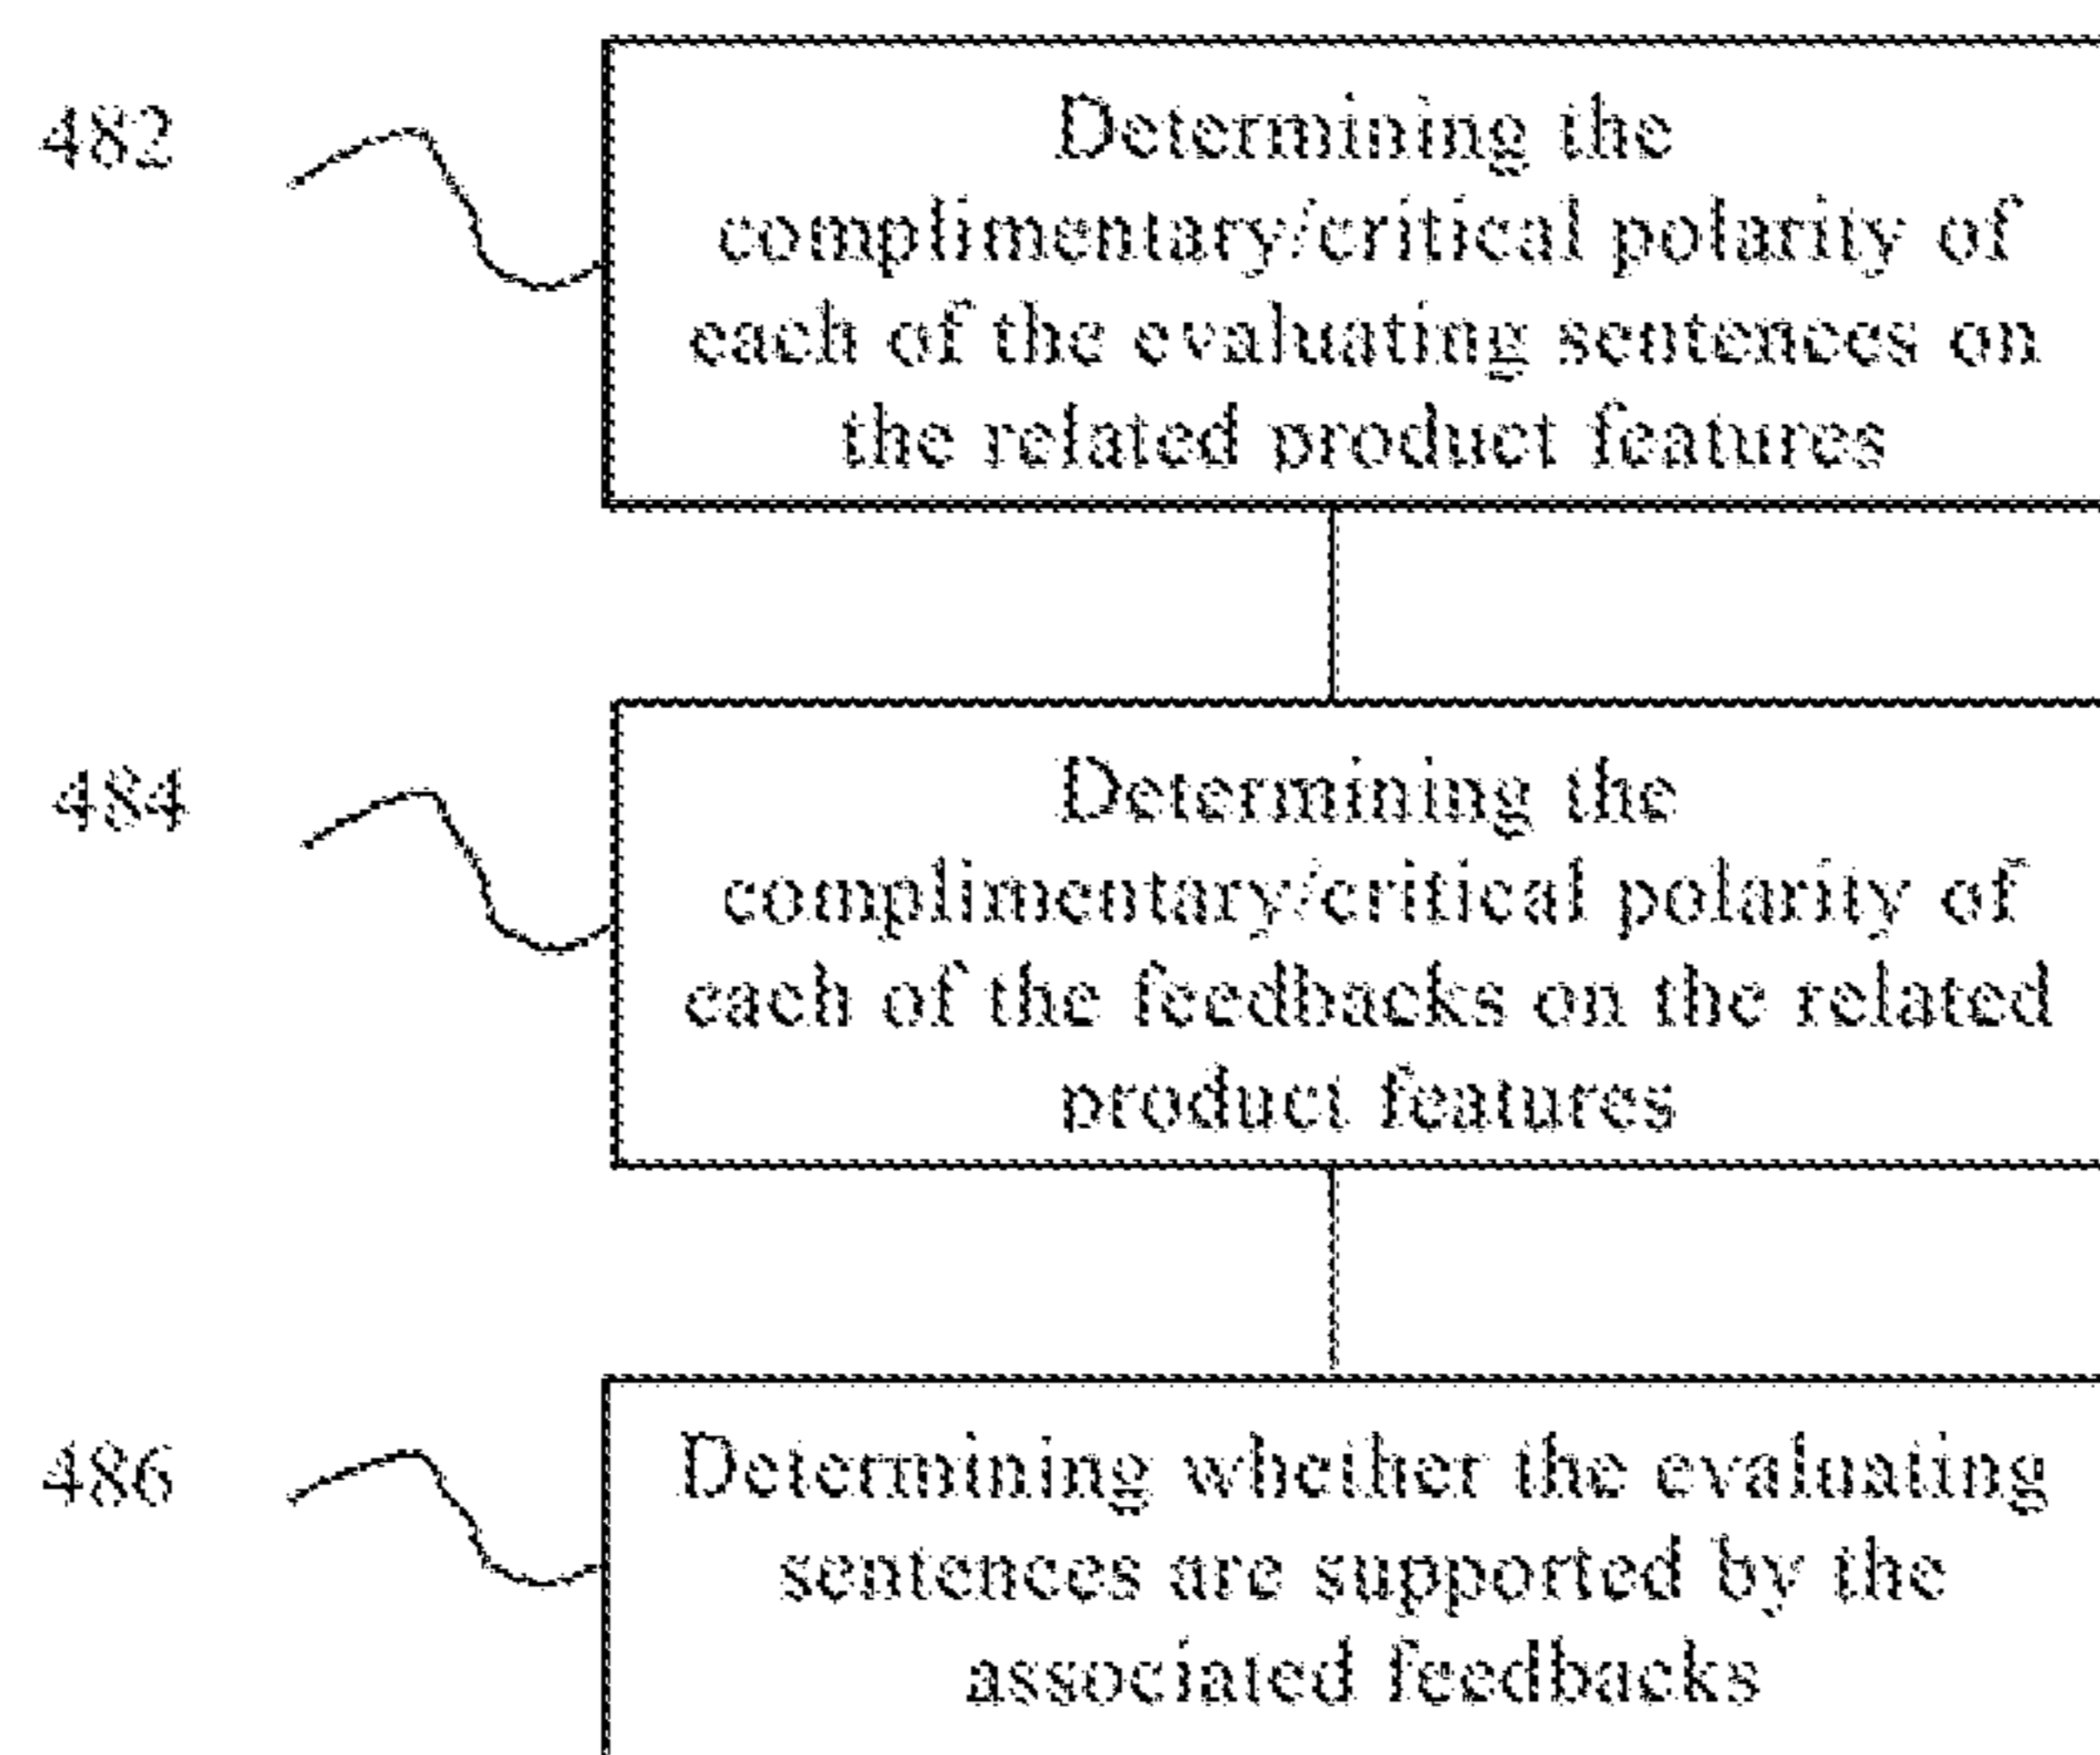 482
Determining the
complimentary/critical polarity of
each of the evaluating sentences on
the related product features
484
Determining the
complimentary/critical polarity of
each of the feedbacks on the related
product features
486
Determining whether the evaluating
sentences are supported by the
associated feedbacks